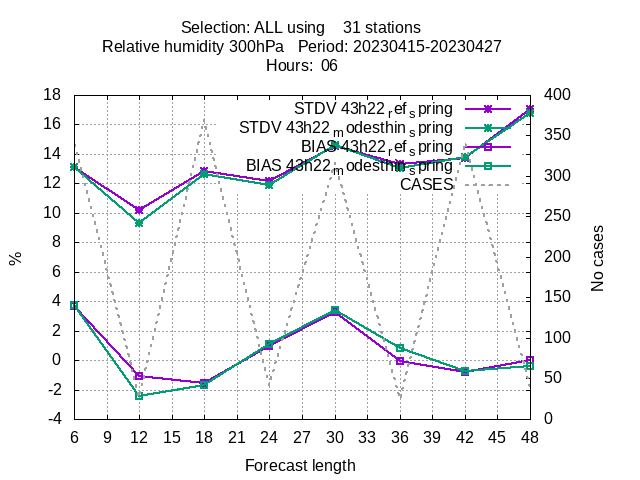 Selection: ALL using    31 stations
Relative humidity 300hPa   Period: 20230415-20230427
Hours:  06
STDV 43h22_ref_spring
STDV 43h22_modesthin_spring
BIAS 43h22_ref_spring
BIAS 43h22_modesthin_spring
CASES
18
16
14
12
10
8
6
4
2
0
-2
-4
%
400
350
300
250
200
150
100
50
0
No cases
6 9 12 15 18 21 24 27 30 33 36 39 42 45 48
Forecast length